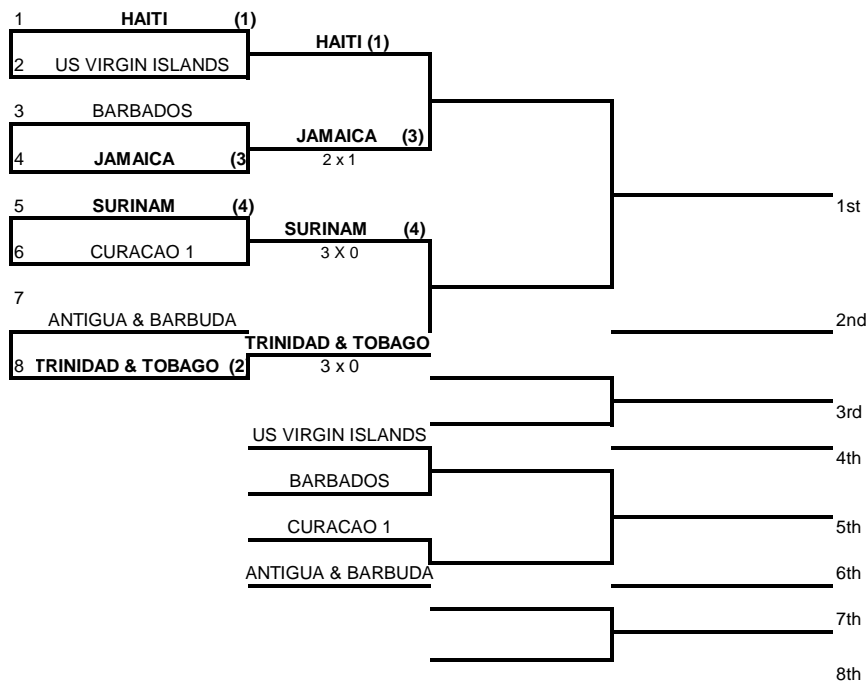 1 HAITI (1)
HAITI (1)
2 US VIRGIN ISLANDS
3 BARBADOS
JAMAICA (3)
4 JAMAICA (3
2 x 1
5 SURINAM (4)
1st
SURINAM (4)
6 CURACAO 1
3 X 0
7
ANTIGUA & BARBUDA
2nd
TRINIDAD & TOBAGO
8 TRINIDAD & TOBAGO (2
3 x 0
3rd
US VIRGIN ISLANDS
4th
BARBADOS
CURACAO 1
5th
ANTIGUA & BARBUDA
6th
7th
8th